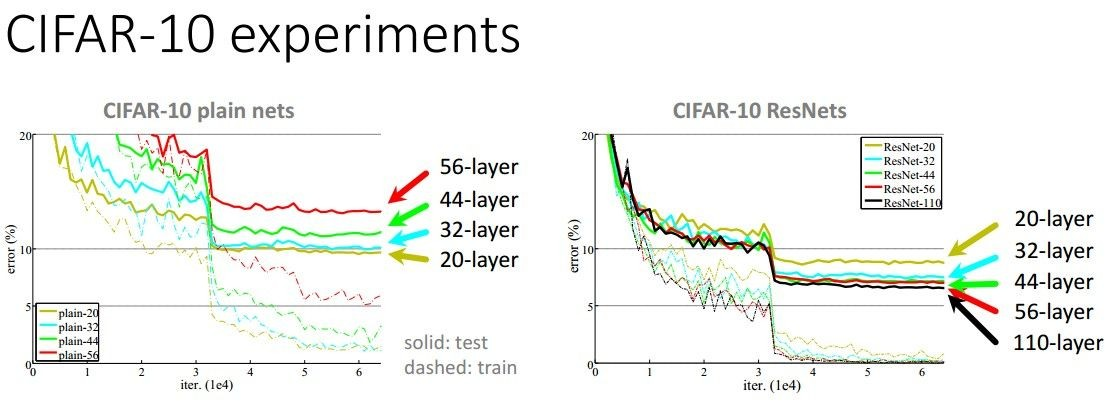 CIFAR-10 experiments
CIFAR-10 plain nets
20
10
5
0
error (%)
plain-20
plain-32
plain-44
plain-56
0 1 2 3 4 5 6
iter. (1e4)
56-layer
44-layer
32-layer
20-layer
solid: test
dashed: train
CIFAR-10 ResNets
20
10
5
0
error (%)
ResNet-20
ResNet-32
ResNet-44
ResNet-56
ResNet-110
0 1 2 3 4 5 6
iter. (1e4)
20-layer
32-layer
44-layer
56-layer
110-layer